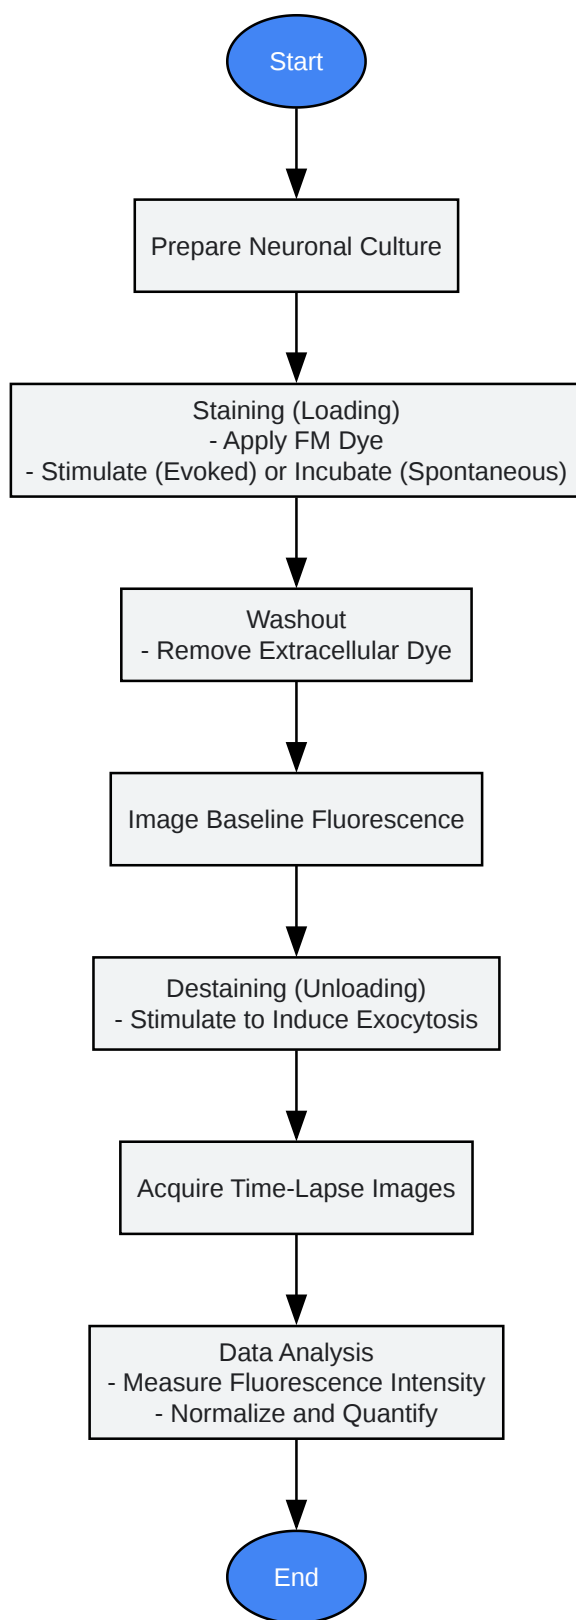 Start
Prepare Neuronal Culture
Staining (Loading)
- Apply FM Dye
- Stimulate (Evoked) or Incubate (Spontaneous)
Washout
- Remove Extracellular Dye
Image Baseline Fluorescence
Destaining (Unloading)
- Stimulate to Induce Exocytosis
Acquire Time-Lapse Images
Data Analysis
- Measure Fluorescence Intensity
- Normalize and Quantify
End